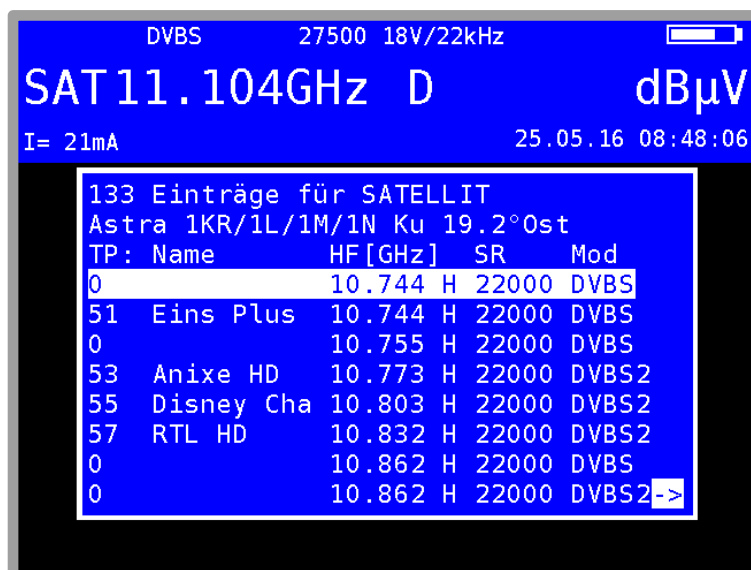 DVBS 27500 18V/22kHz
SAT11.104GHz D dBµV
I= 21mA 25.05.16 08:48:06
133 Einträge für SATELLIT
Astra 1KR/1L/1M/1N Ku 19.2°Ost
TP: Name HF[GHz] SR Mod
0 10.744 H 22000 DVBS
51 Eins Plus 10.744 H 22000 DVBS
0 10.755 H 22000 DVBS
53 Anixe HD 10.773 H 22000 DVBS2
55 Disney Cha 10.803 H 22000 DVBS2
57 RTL HD 10.832 H 22000 DVBS2
0 10.862 H 22000 DVBS
0 10.862 H 22000 DVBS2->